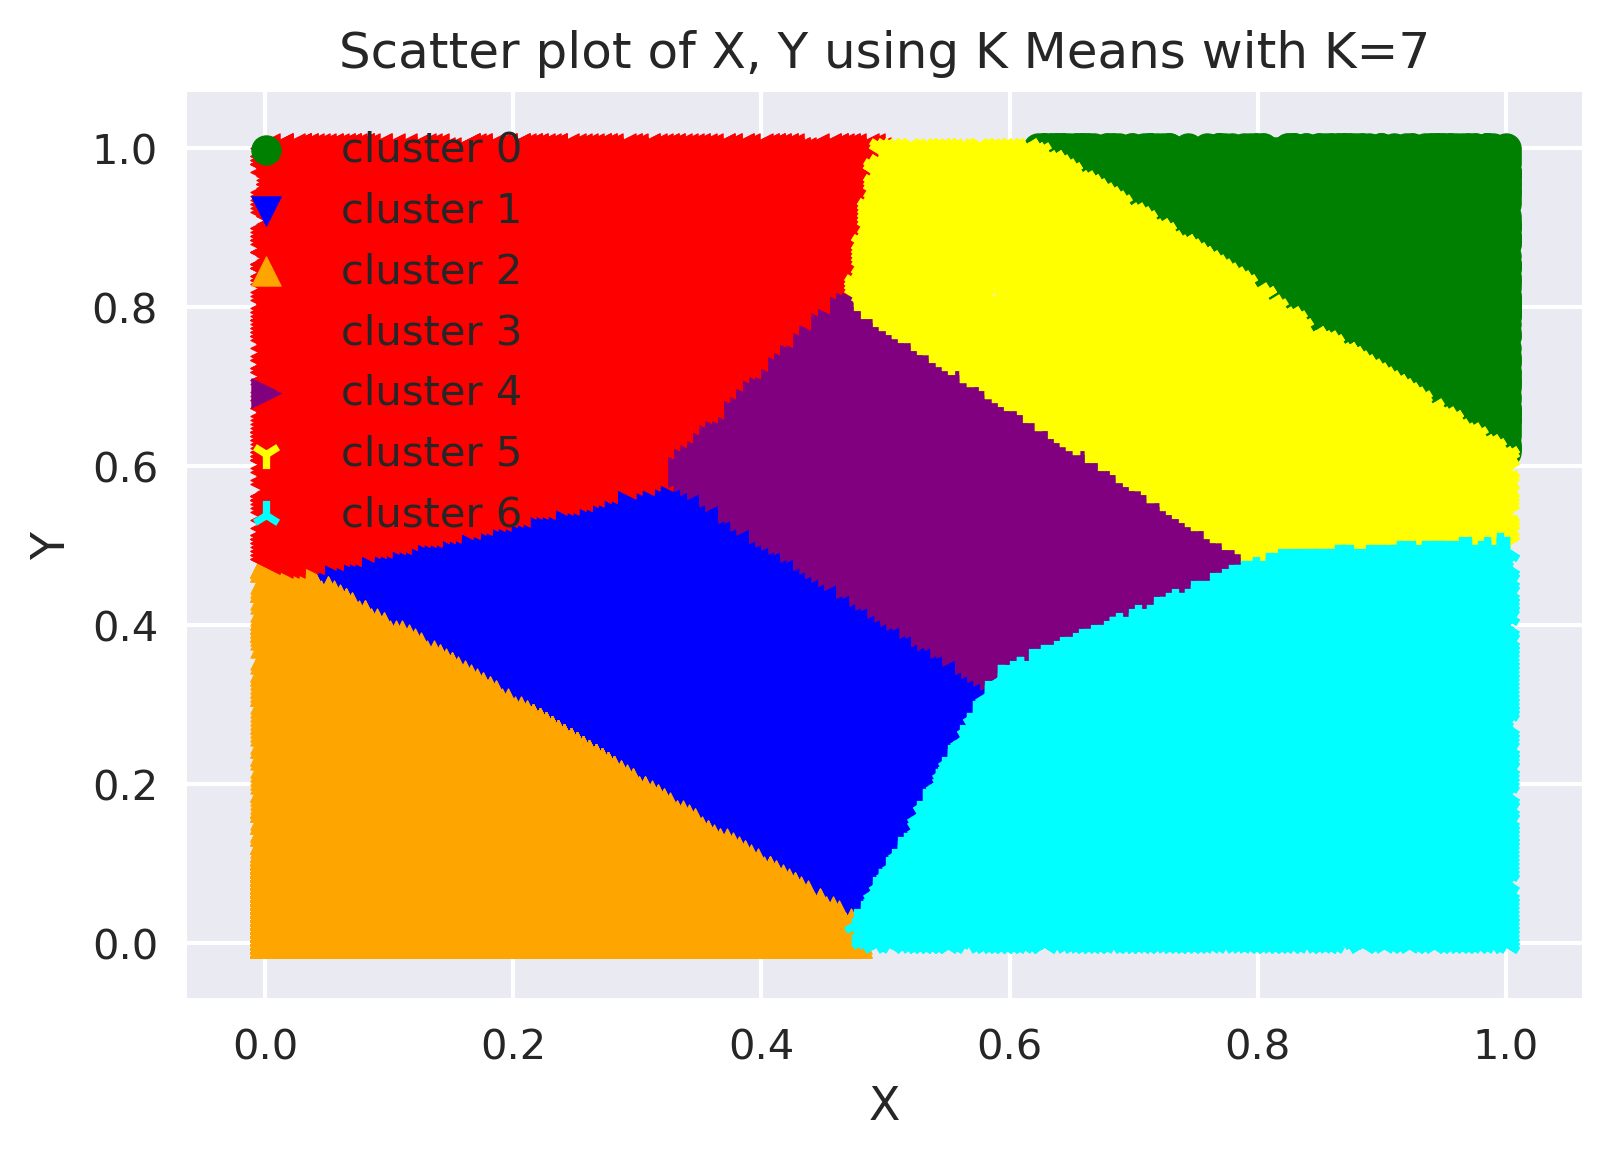 Scatter plot of X, Y using K Means with K=7
1.0
0.8
0.6
0.4
0.2
0.0
Y
cluster 0
cluster 1
cluster 2
cluster 3
cluster 4
cluster 5
cluster 6
0.0 0.2 0.4 0.6 0.8 1.0
X